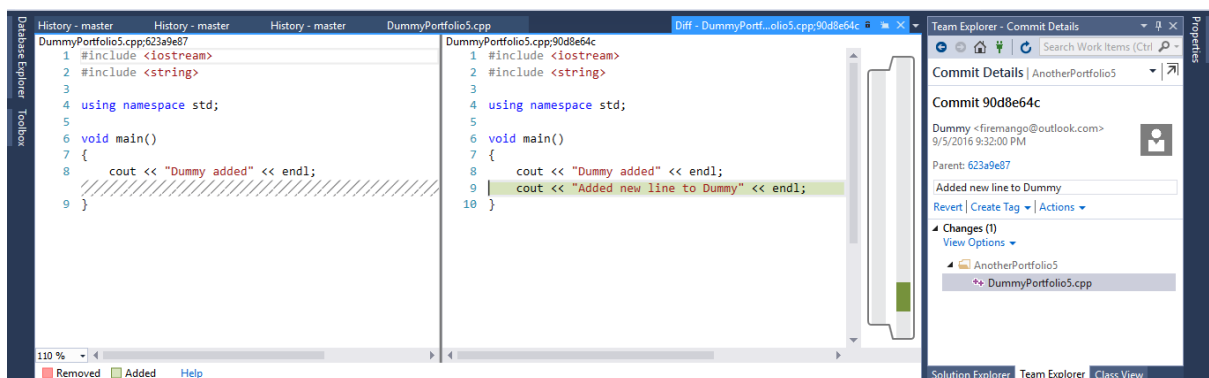 Database Explorer
Toolbox
History - master
History - master
History - master
DummyPortfolio5.cpp
Diff - DummyPortf...olio5.cpp;90d8e64c
DummyPortfolio5.cpp;623a9e87
1 #include <iostream>
2 #include <string>
3
4 using namespace std;
5
6 void main()
7 {
8 cout << "Dummy added" << endl;
9 }
110 %
DummyPortfolio5.cpp;90d8e64c
1 #include <iostream>
2 #include <string>
3
4 using namespace std;
5
6 void main()
7 {
8 cout << "Dummy added" << endl;
9 cout << "Added new line to Dummy" << endl;
10 }
Removed
Added
Help
Team Explorer - Commit Details
Search Work Items (Ctrl
Commit Details | AnotherPortfolio5
Commit 90d8e64c
Dummy <firemango@outlook.com>
9/5/2016 9:32:00 PM
Parent: 623a9e87
Added new line to Dummy
Revert | Create Tag | Actions
Changes (1)
View Options
AnotherPortfolio5
DummyPortfolio5.cpp
Solution Explorer
Team Explorer
Class View
Properties